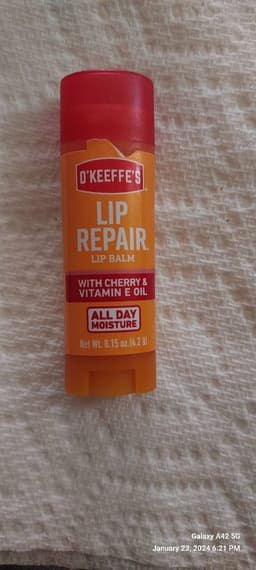 O'KEEFFE'S
LIP
REPAIR
LIP BALM
WITH CHERRY &
VITAMIN E OIL
ALL DAY
MOISTURE
Net Wt. 0.15 oz.(4.2 g)
Galaxy A42 5G
January 23, 2024 6:21 PM